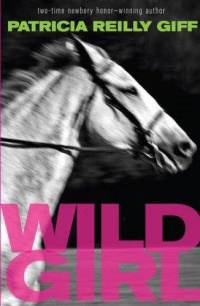 two-time newbery honor-winning author
PATRICIA REILLY GIFF
WILD
GIRL